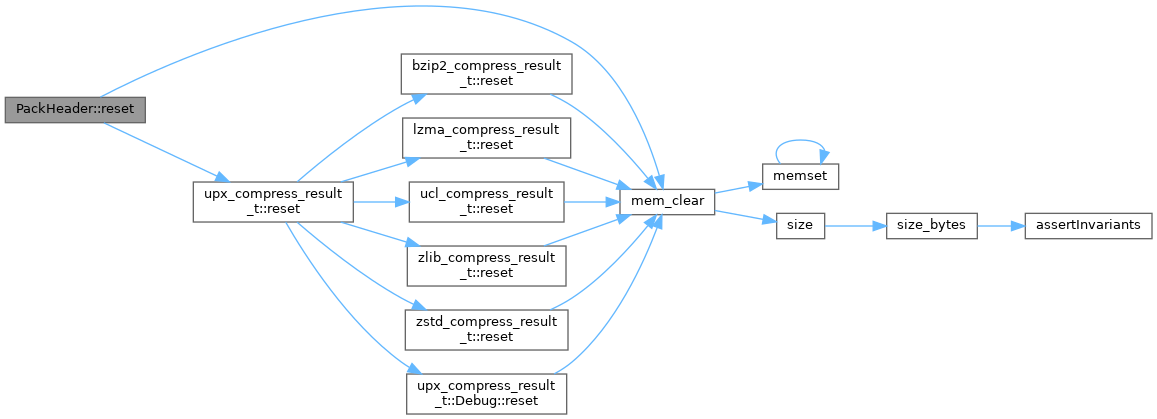 PackHeader::reset
upx_compress_result
_t::reset
bzip2_compress_result
_t::reset
lzma_compress_result
_t::reset
ucl_compress_result
_t::reset
zlib_compress_result
_t::reset
zstd_compress_result
_t::reset
upx_compress_result
_t::Debug::reset
mem_clear
memset
size
size_bytes
assertInvariants